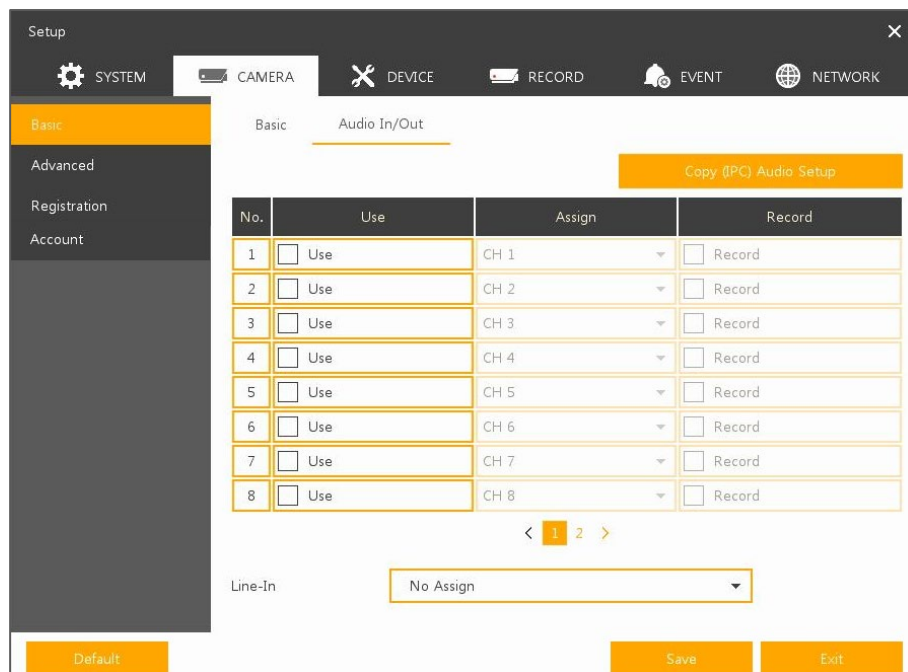 Setup
SYSTEM CAMERA DEVICE RECORD EVENT NETWORK
Basic
Advanced
Registration
Account
Basic Audio In/Out
Copy (IPC) Audio Setup
No. Use Assign Record
1 Use CH 1 Record
2 Use CH 2 Record
3 Use CH 3 Record
4 Use CH 4 Record
5 Use CH 5 Record
6 Use CH 6 Record
7 Use CH 7 Record
8 Use CH 8 Record
< 1 2 >
Line-In No Assign
Default Save Exit